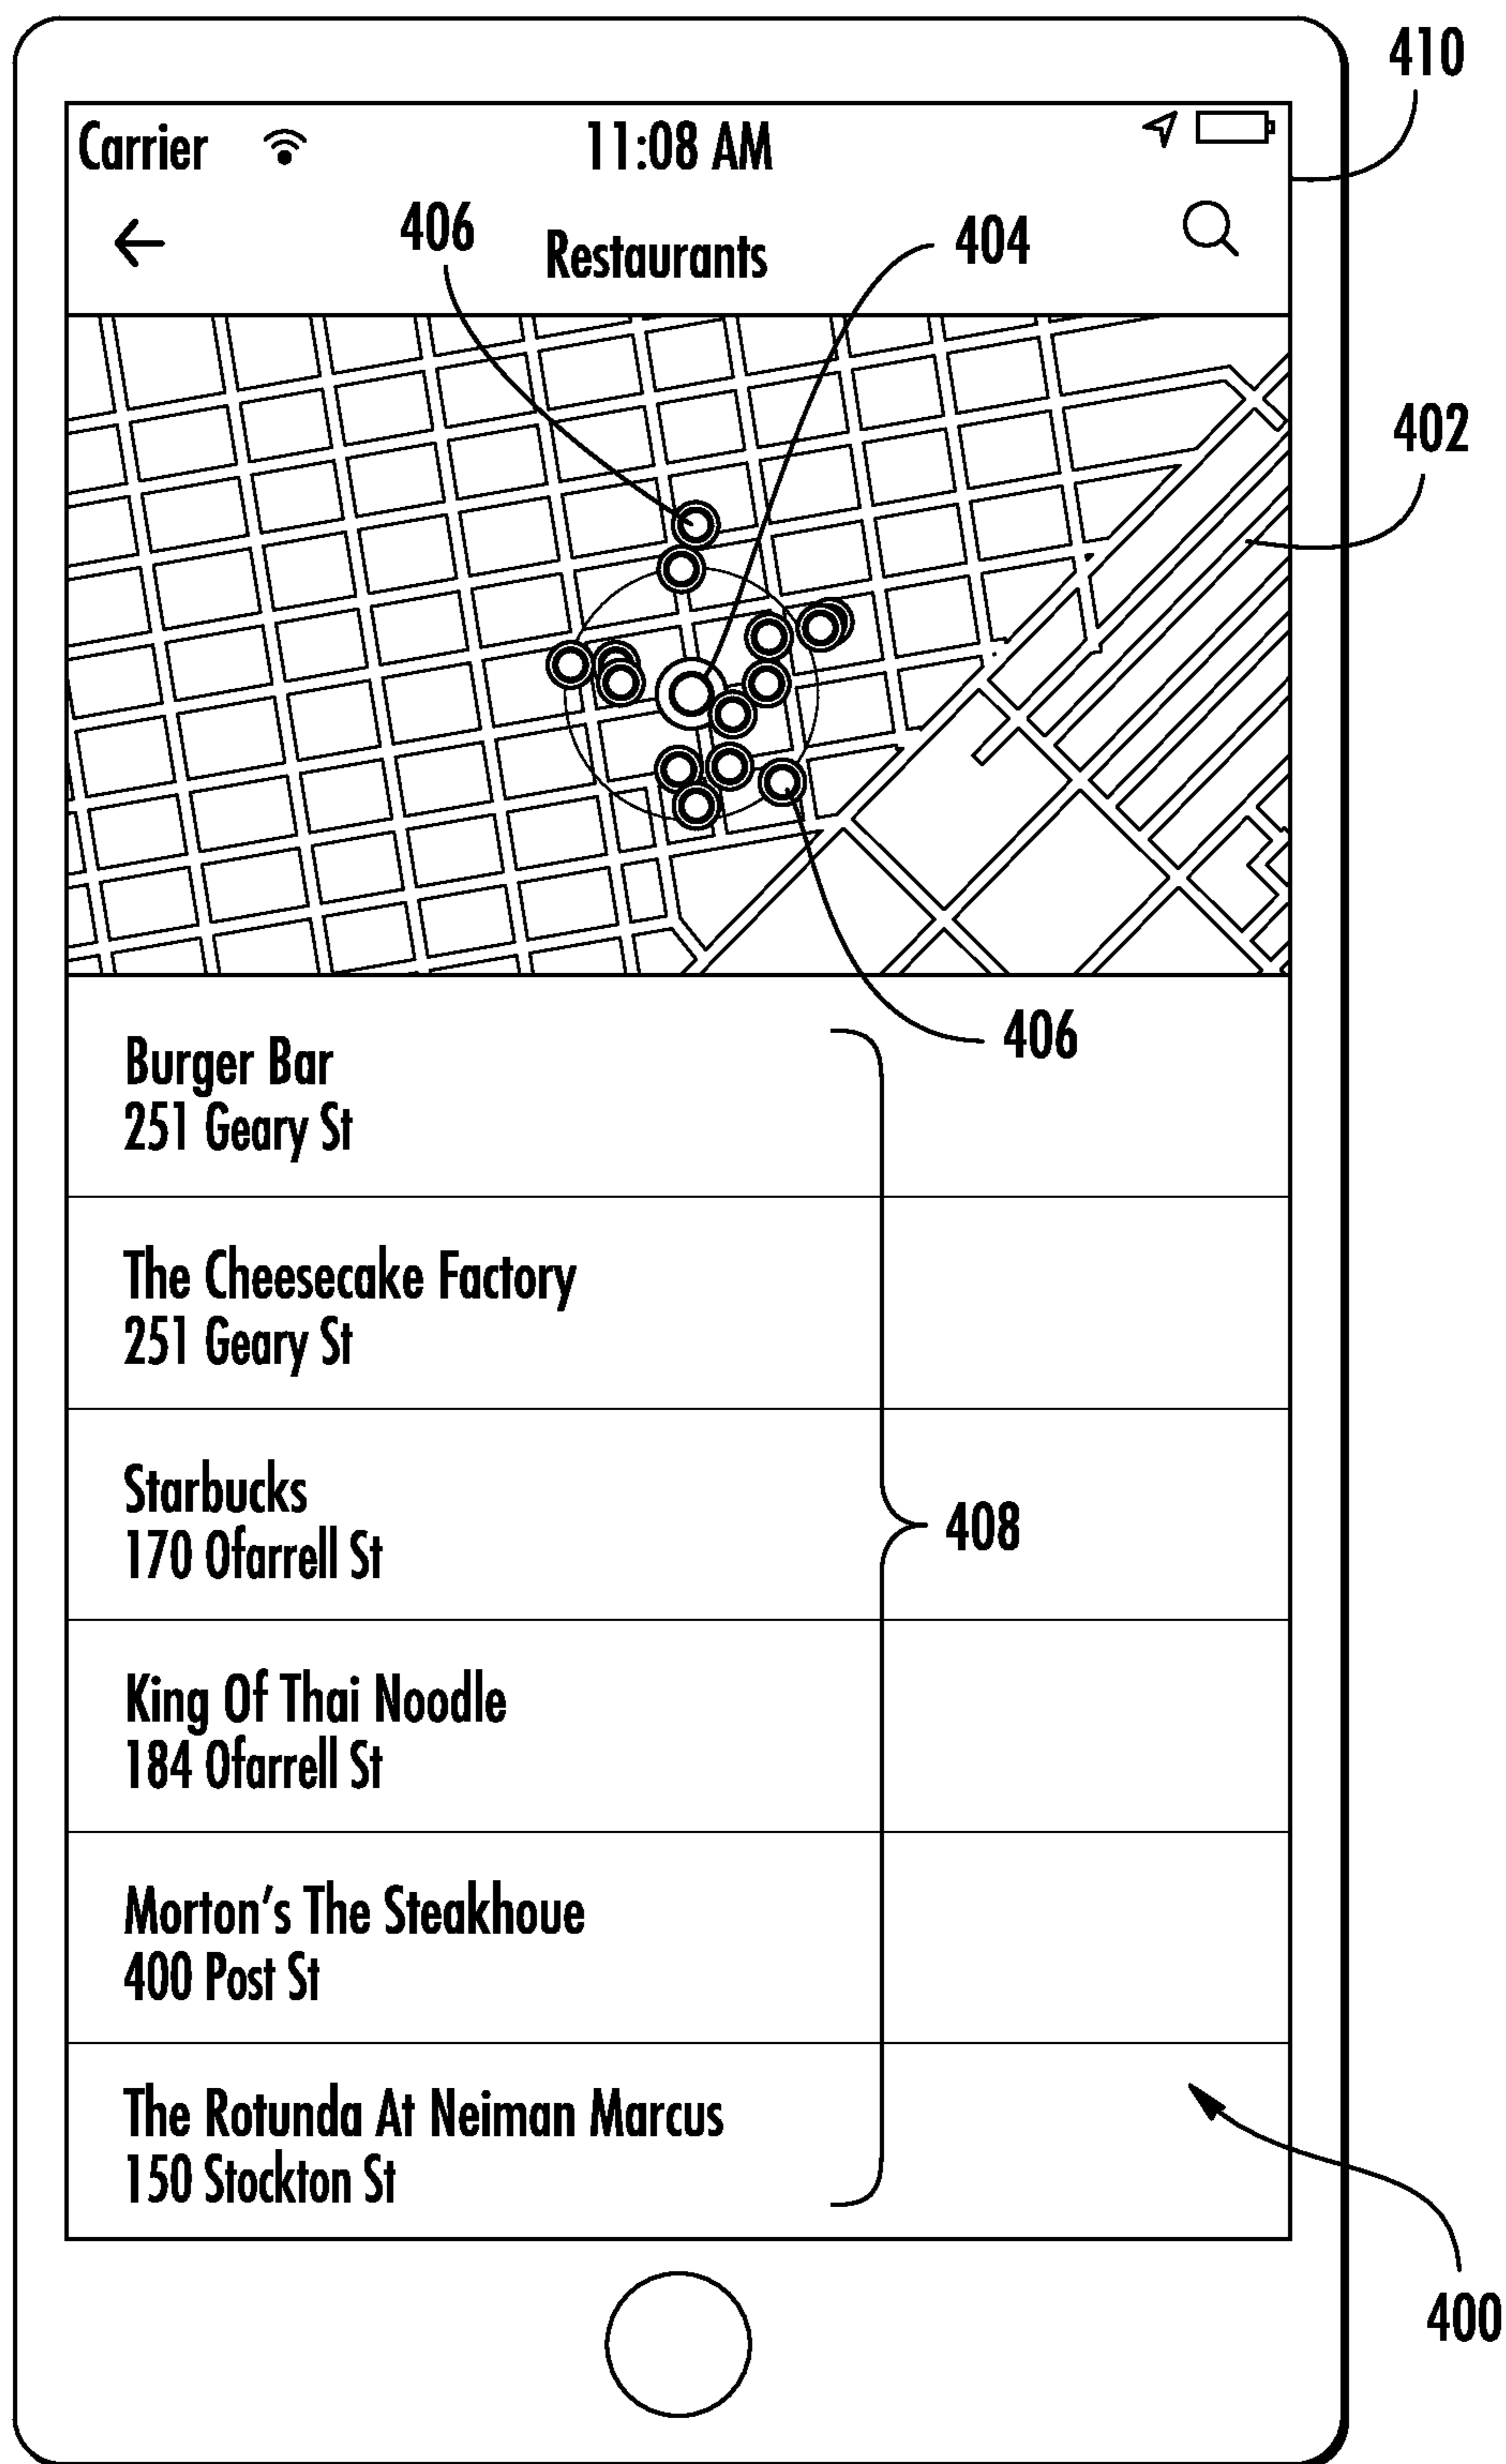 410
Carrier 11:08 AM
406
404
Restaurants
402
406
Burger Bar
251 Geary St
The Cheesecake Factory
251 Geary St
Starbucks
170 Ofarrell St
408
King Of Thai Noodle
184 Ofarrell St
Morton's The Steakhoue
400 Post St
The Rotunda At Neiman Marcus
150 Stockton St
400